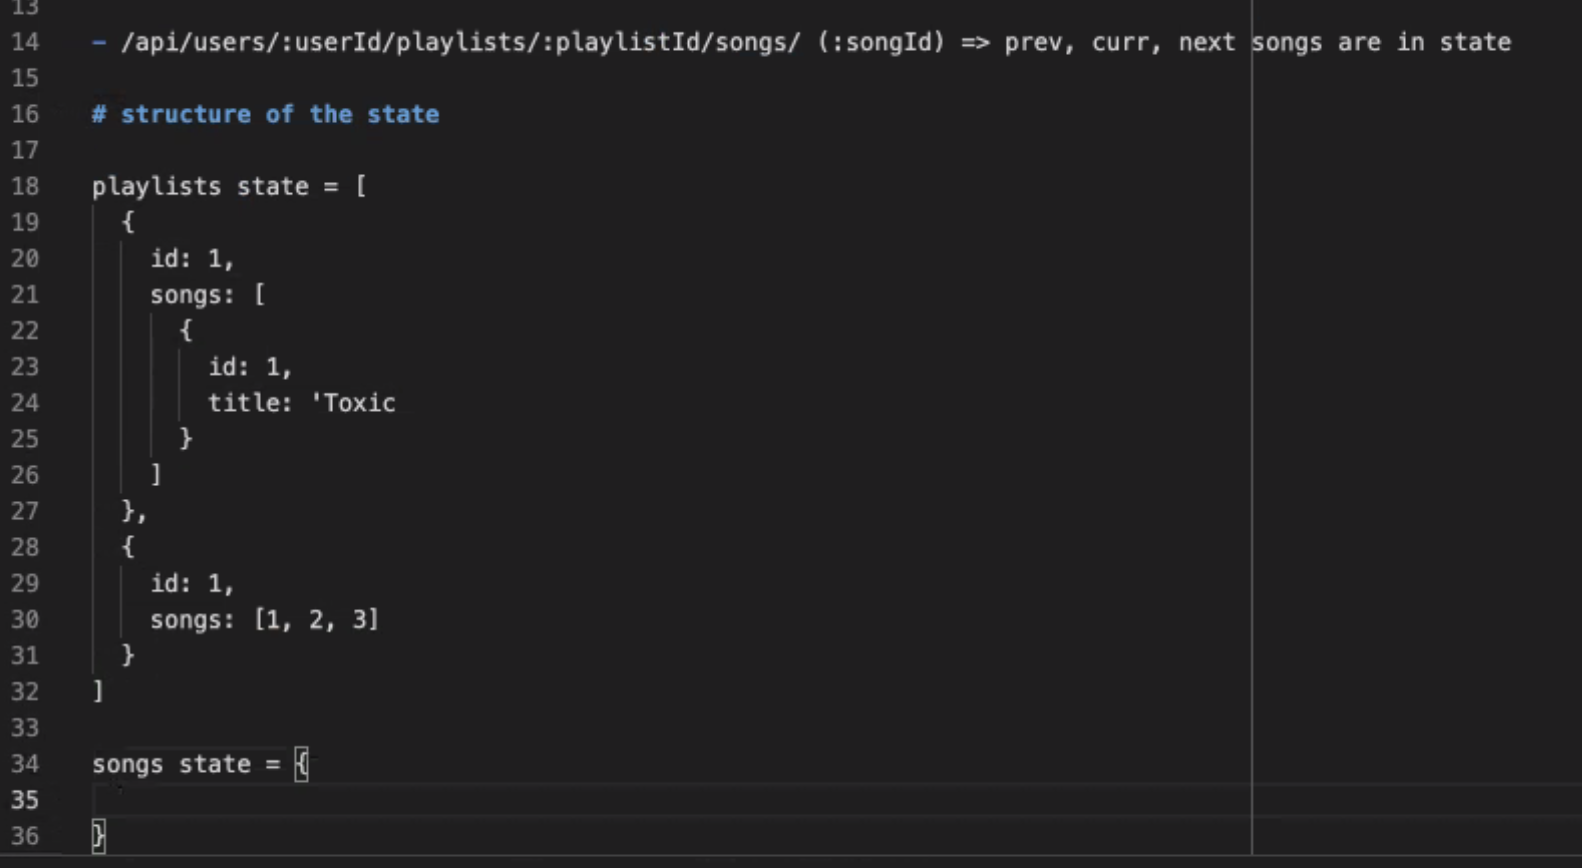 13
14 - /api/users/:userId/playlists/:playlistId/songs/ (:songId) => prev, curr, next songs are in state
15
16 # structure of the state
17
18 playlists state = [
19 {
20 id: 1,
21 songs: [
22 {
23 id: 1,
24 title: 'Toxic
25 }
26 ]
27 },
28 {
29 id: 1,
30 songs: [1, 2, 3]
31 }
32 ]
33
34 songs state = {
35
36 }